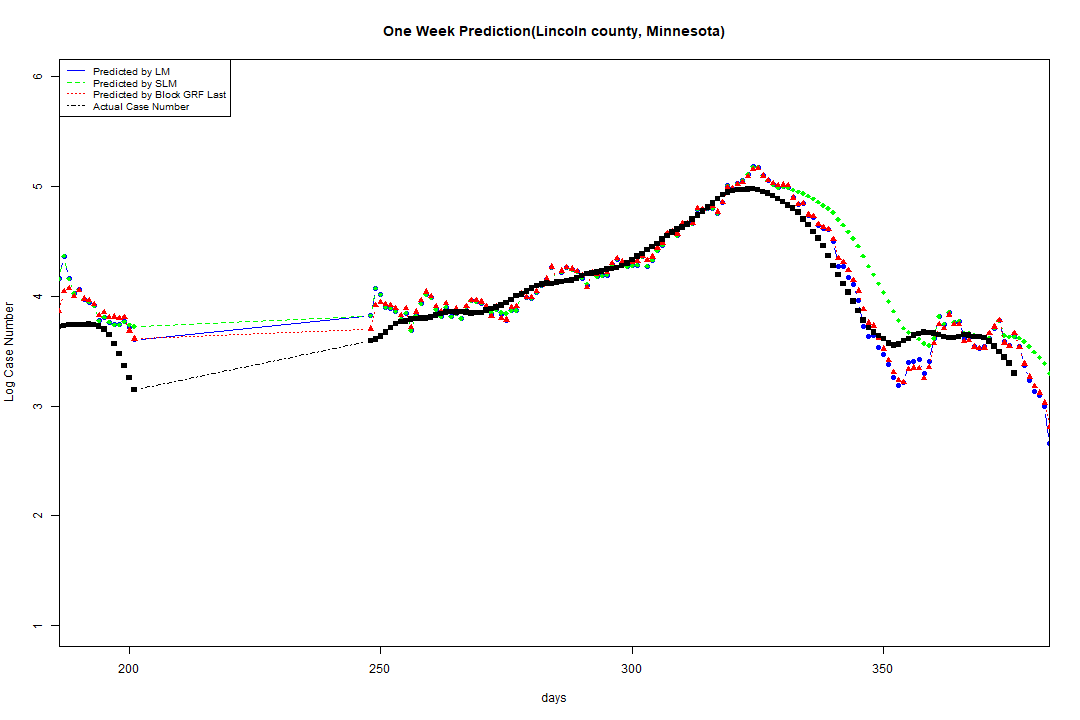 One Week Prediction(Lincoln county, Minnesota)
Predicted by LM
Predicted by SLM
Predicted by Block GRF Last
Actual Case Number
6
5
4
3
2
1
Log Case Number
200
250
300
350
days